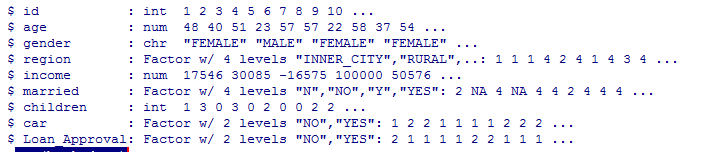 $ id           : int  1 2 3 4 5 6 7 8 9 10 ...
$ age          : num  48 40 51 23 57 57 22 58 37 54 ...
$ gender       : chr  "FEMALE" "MALE" "FEMALE" "FEMALE" ...
$ region       : Factor w/ 4 levels "INNER_CITY","RURAL",..: 1 1 1 4 2 4 1 4 3 4 ...
$ income       : num  17546 30085 -16575 100000 50576 ...
$ married      : Factor w/ 4 levels "N","NO","Y","YES": 2 NA 4 NA 4 4 2 4 4 4 ...
$ children     : int  1 3 0 3 0 2 0 0 2 2 ...
$ car          : Factor w/ 2 levels "NO","YES": 1 2 2 1 1 1 1 2 2 2 ...
$ Loan_Approval: Factor w/ 2 levels "NO","YES": 2 1 1 1 1 2 2 1 1 1 ...